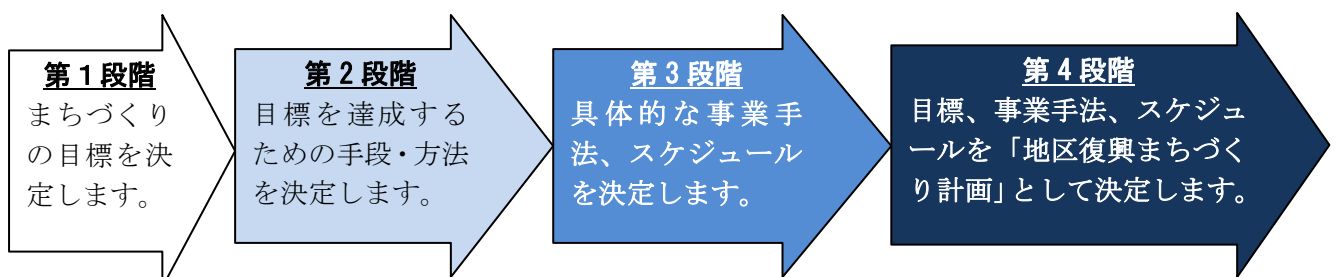 第1段階
まちづくり
の目標を決
定します。
第2段階
目標を達成する
ための手段・方法
を決定します。
第3段階
具体的な事業手
法、スケジュール
を決定します。
第4段階
目標、事業手法、スケジュ
ールを「地区復興まちづく
り計画」として決定します。